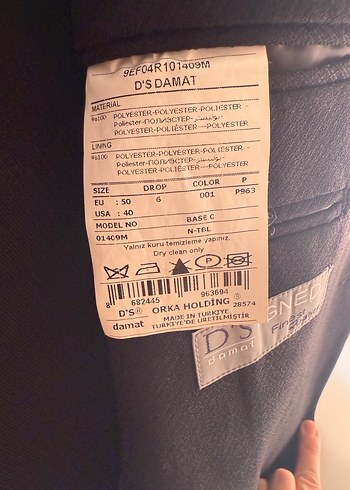 9EF04R101409M
D'S DAMAT
MATERIAL
%100 POLYESTER-POLYESTER-POLIESTER -
Poliester-ПОЛИЭСТЕР-بوليستر-
POLYESTER-POLIÉSTER---POLYESTER
LINING
%100 POLYESTER-POLYESTER-POLIESTER -
Poliester-ПОЛИЭСТЕР-بوليستر-
POLYESTER-POLIÉSTER---POLYESTER
SIZE DROP COLOR P
EU : 50 6 001 P963
USA : 40
MODEL NO BASE C
01409M N-TBL
Yalnız kuru temizleme yapınız.
Dry clean only
P
8 682445 963694
D'S® ORKA HOLDİNG ® 28574
damat MADE IN TURKIYE
TÜRKİYE'DE ÜRETİLMİŞTİR
D'S
damat